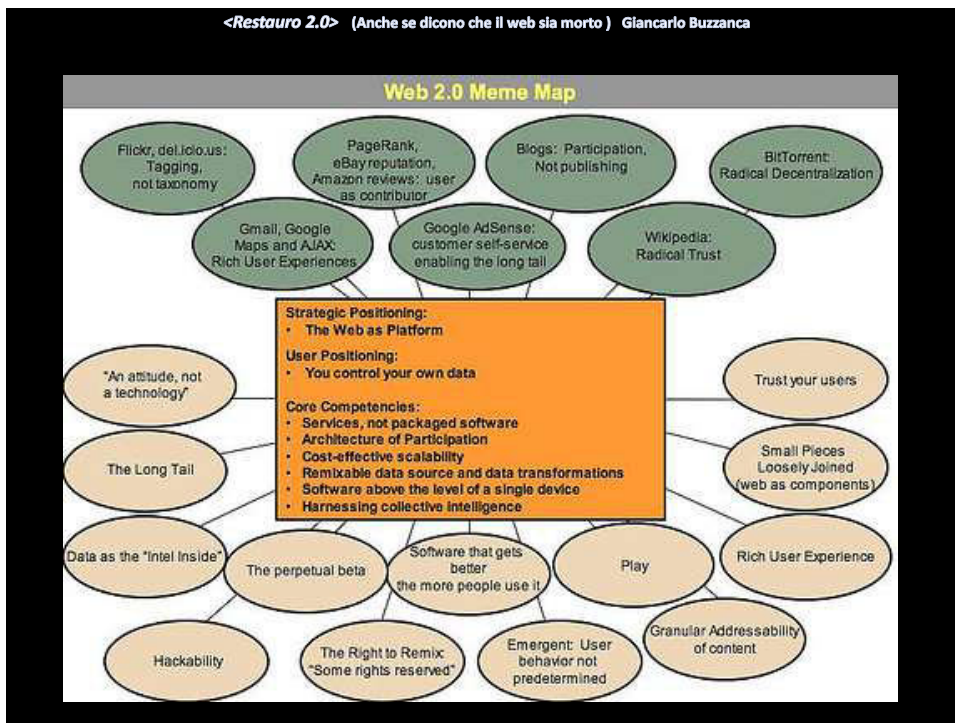 <Restauro 2.0> (Anche se dicono che il web sia morto ) Giancarlo Buzzanca
Web 2.0 Meme Map
Flickr, del.icio.us:
Tagging,
not taxonomy
PageRank,
eBay reputation,
Amazon reviews: user
as contributor
Blogs: Participation,
Not publishing
BitTorrent:
Radical Decentralization
Gmail, Google
Maps and AJAX:
Rich User Experiences
Google AdSense:
customer self-service
enabling the long tail
Wikipedia:
Radical Trust
Strategic Positioning:
• The Web as Platform
User Positioning:
• You control your own data
Core Competencies:
• Services, not packaged software
• Architecture of Participation
• Cost-effective scalability
• Remixable data source and data transformations
• Software above the level of a single device
• Harnessing collective intelligence
"An attitude, not
a technology"
Trust your users
The Long Tail
Small Pieces
Loosely Joined
(web as components)
Data as the "Intel Inside"
The perpetual beta
Software that gets
better
the more people use it
Play
Rich User Experience
Hackability
The Right to Remix:
"Some rights reserved"
Emergent: User
behavior not
predetermined
Granular Addressability
of content